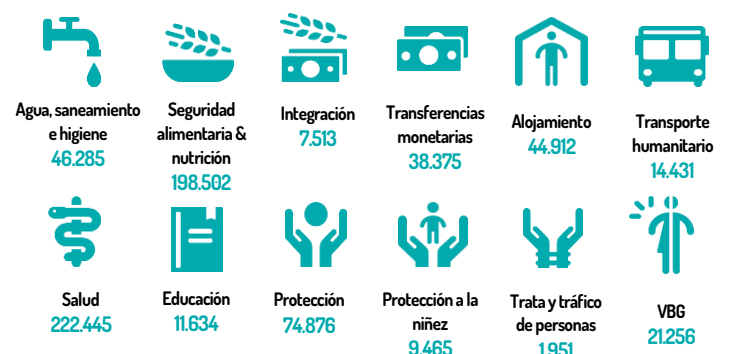 Agua, saneamiento
e higiene
46.285
Seguridad
alimentaria &
nutrición
198.502
Integración
7.513
Transferencias
monetarias
38.375
Alojamiento
44.912
Transporte
humanitario
14.431
Salud
222.445
Educación
11.634
Protección
74.876
Protección a la
niñez
9.465
Trata y tráfico
de personas
1.951
VBG
21.256